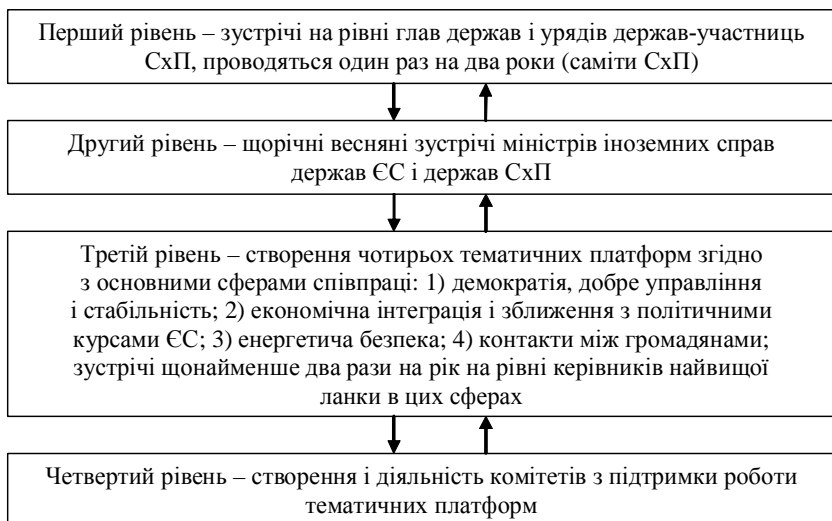 Перший рівень – зустрічі на рівні глав держав і урядів держав-участниць
СхП, проводяться один раз на два роки (саміти СхП)
Другий рівень – щорічні весняні зустрічі міністрів іноземних справ
держав ЄС і держав СхП
Третій рівень – створення чотирьох тематичних платформ згідно
з основними сферами співпраці: 1) демократія, добре управління
і стабільність; 2) економічна інтеграція і зближення з політичними
курсами ЄС; 3) енергетича безпека; 4) контакти між громадянами;
зустрічі щонайменше два рази на рік на рівні керівників найвищої
ланки в цих сферах
Четвертий рівень – створення і діяльність комітетів з підтримки роботи
тематичних платформ